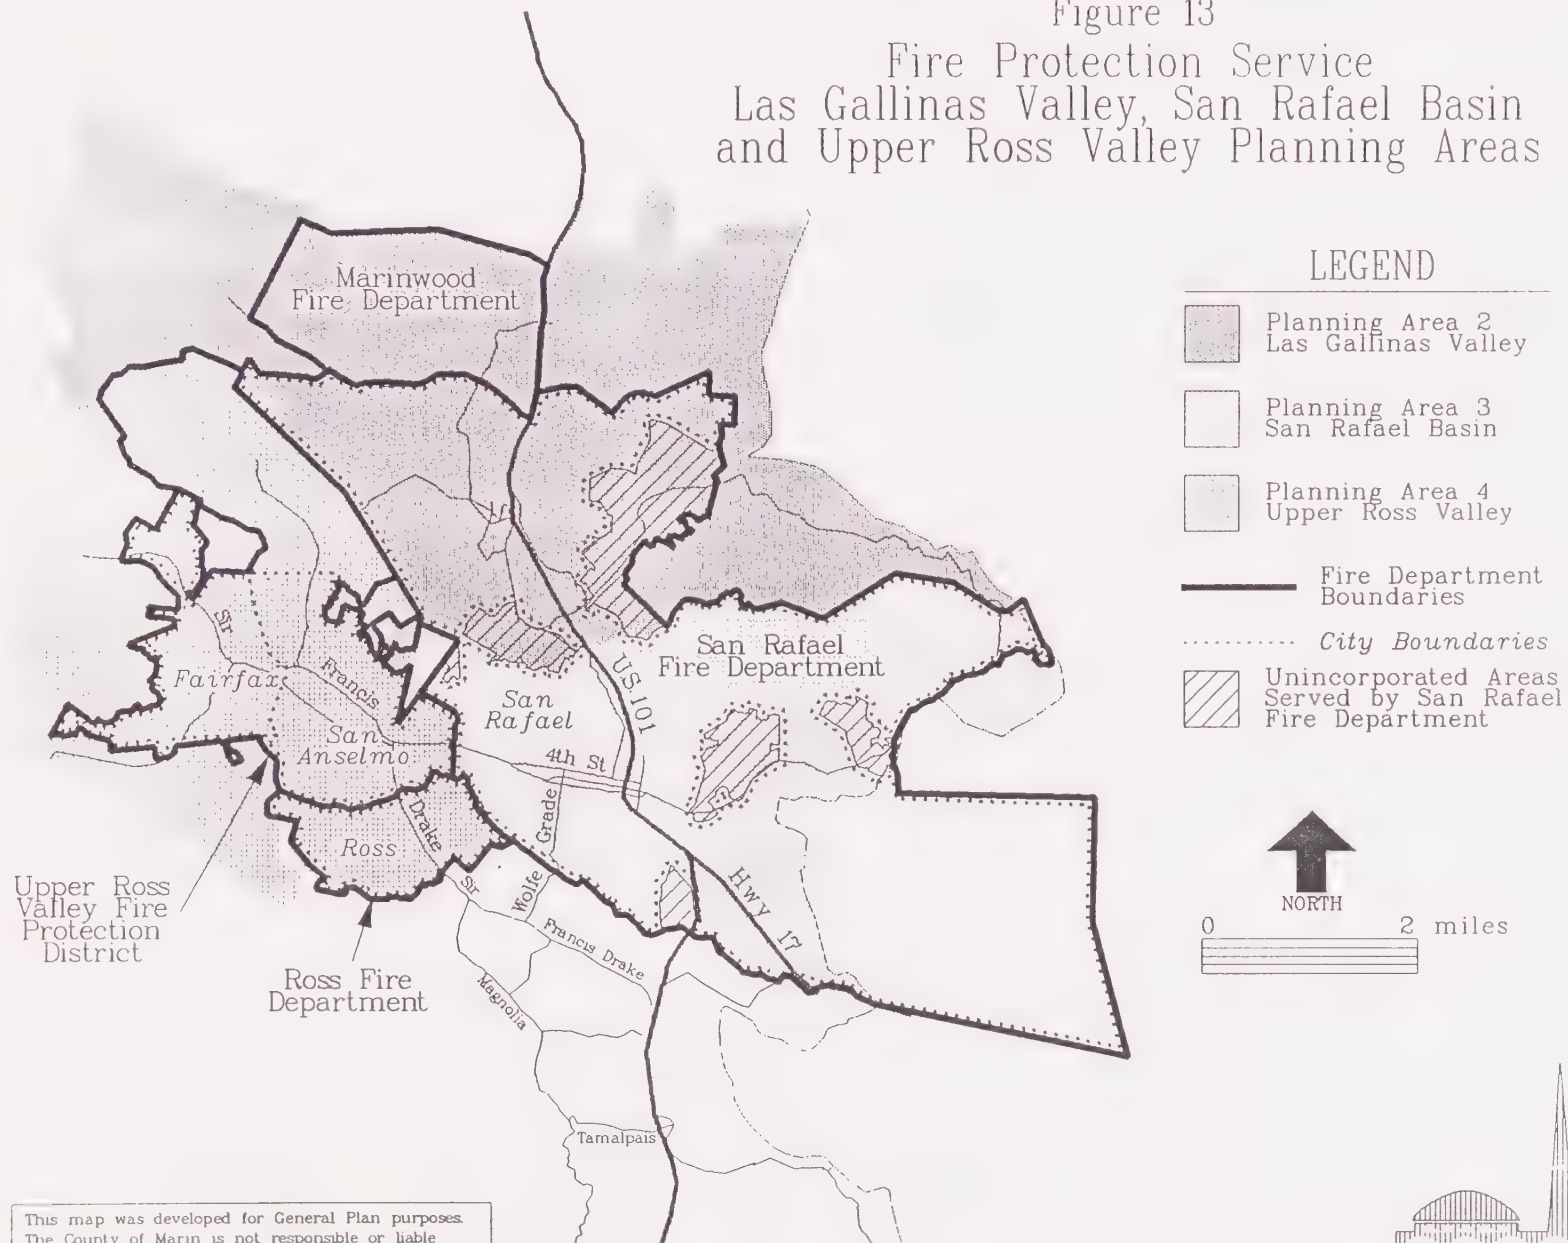 Figure 13
Fire Protection Service
Las Gallinas Valley, San Rafael Basin
and Upper Ross Valley Planning Areas
Marinwood
Fire Department
LEGEND
Planning Area 2
Las Gallinas Valley
Planning Area 3
San Rafael Basin
Planning Area 4
Upper Ross Valley
Fire Department
Boundaries
City Boundaries
Unincorporated Areas
Served by San Rafael
Fire Department
NORTH
0 2 miles
San Rafael
Fire Department
US 101
San
Rafael
Sir
Francis
Drake
Fairfax
San
Anselmo
4th St
Grade
Wolfe
Ross
Hwy 17
Upper Ross
Valley Fire
Protection
District
Ross Fire
Department
Sir
Francis Drake
Magnolia
Tamalpais
This map was developed for General Plan purposes.
The County of Marin is not responsible or liable